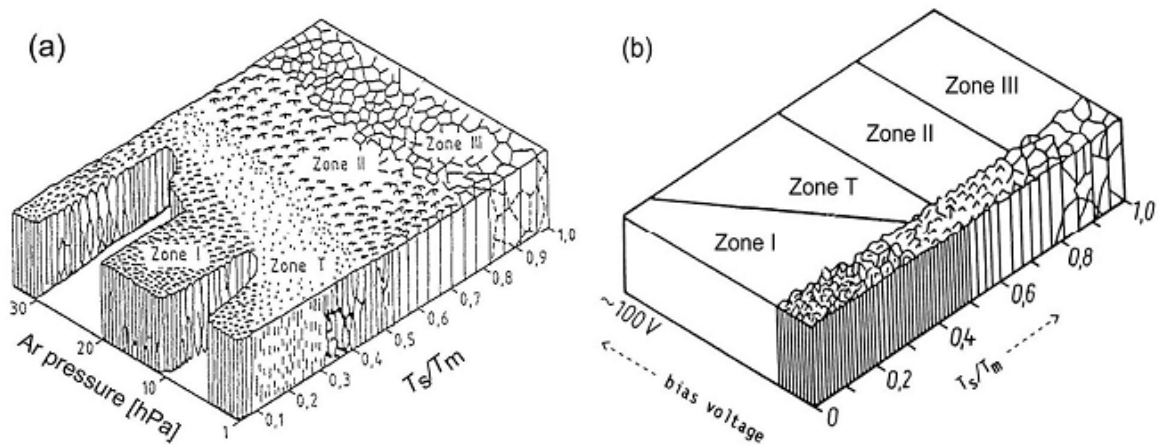 (a)
Zone I
Zone T
Zone II
Zone III
30
20
10
1
Ar pressure [hPa]
0,1
0,2
0,3
0,4
0,5
0,6
0,7
0,8
0,9
1,0
Ts/Tm
(b)
Zone III
Zone II
Zone T
Zone I
~100 V
bias voltage
0
0,2
0,4
0,6
0,8
1,0
Ts/Tm